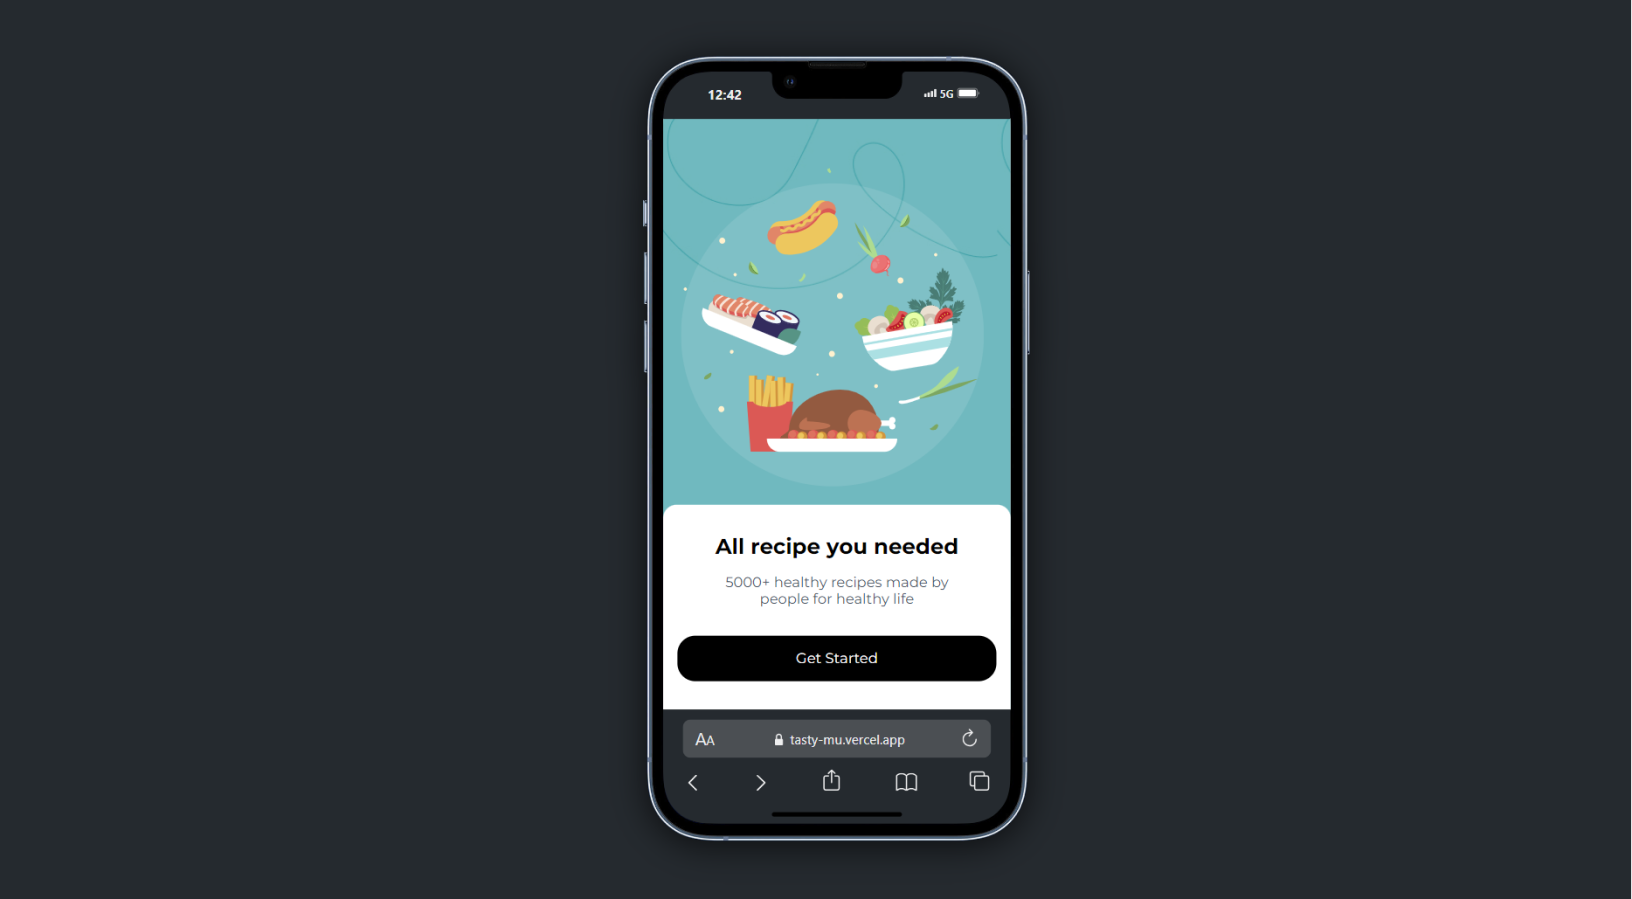 12:42
5G
All recipe you needed
5000+ healthy recipes made by
people for healthy life
Get Started
AA
tasty-mu.vercel.app